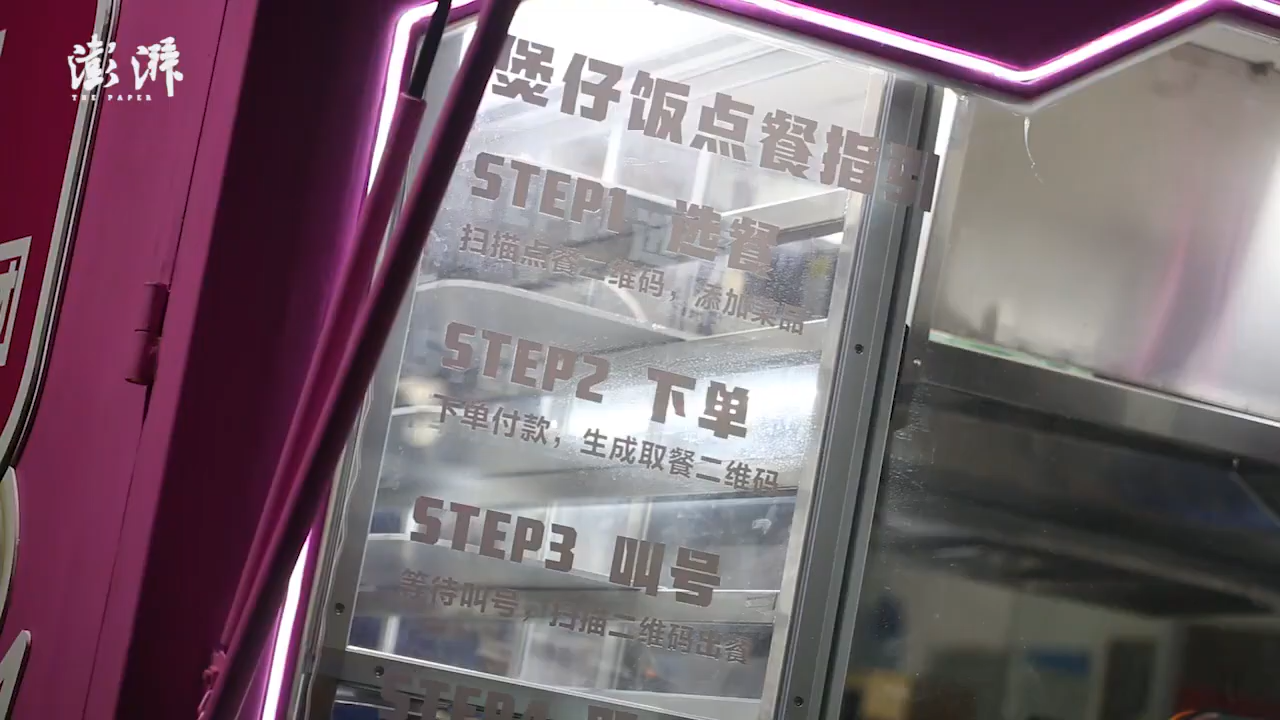 澎湃
THE PAPER
煲仔饭点餐指引
STEP1 选餐
扫描点餐二维码，添加菜品
STEP2 下单
下单付款，生成取餐二维码
STEP3 叫号
等待叫号，扫描二维码出餐
STEP4